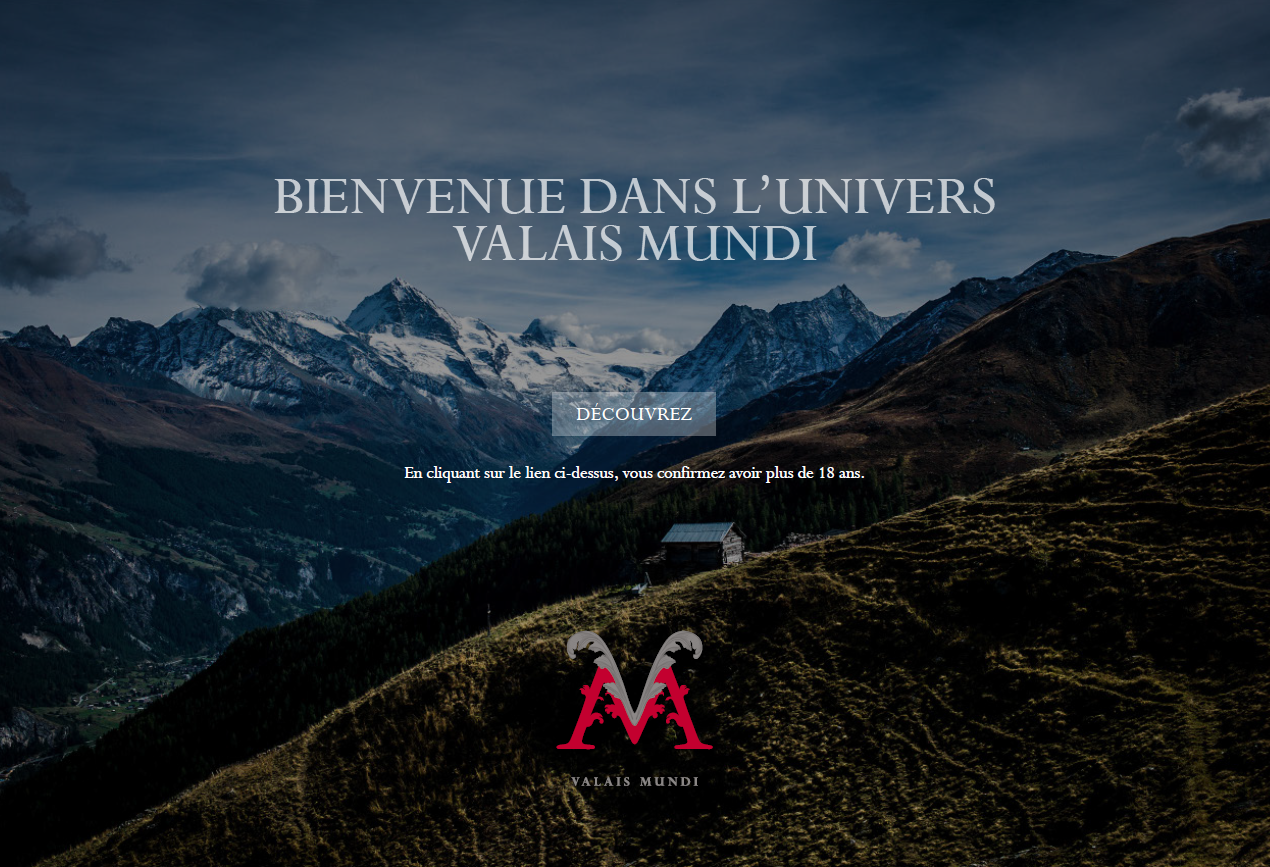 BIENVENUE DANS L’UNIVERS
VALAIS MUNDI
DÉCOUVREZ
En cliquant sur le lien ci-dessus, vous confirmez avoir plus de 18 ans.
VALAIS MUNDI